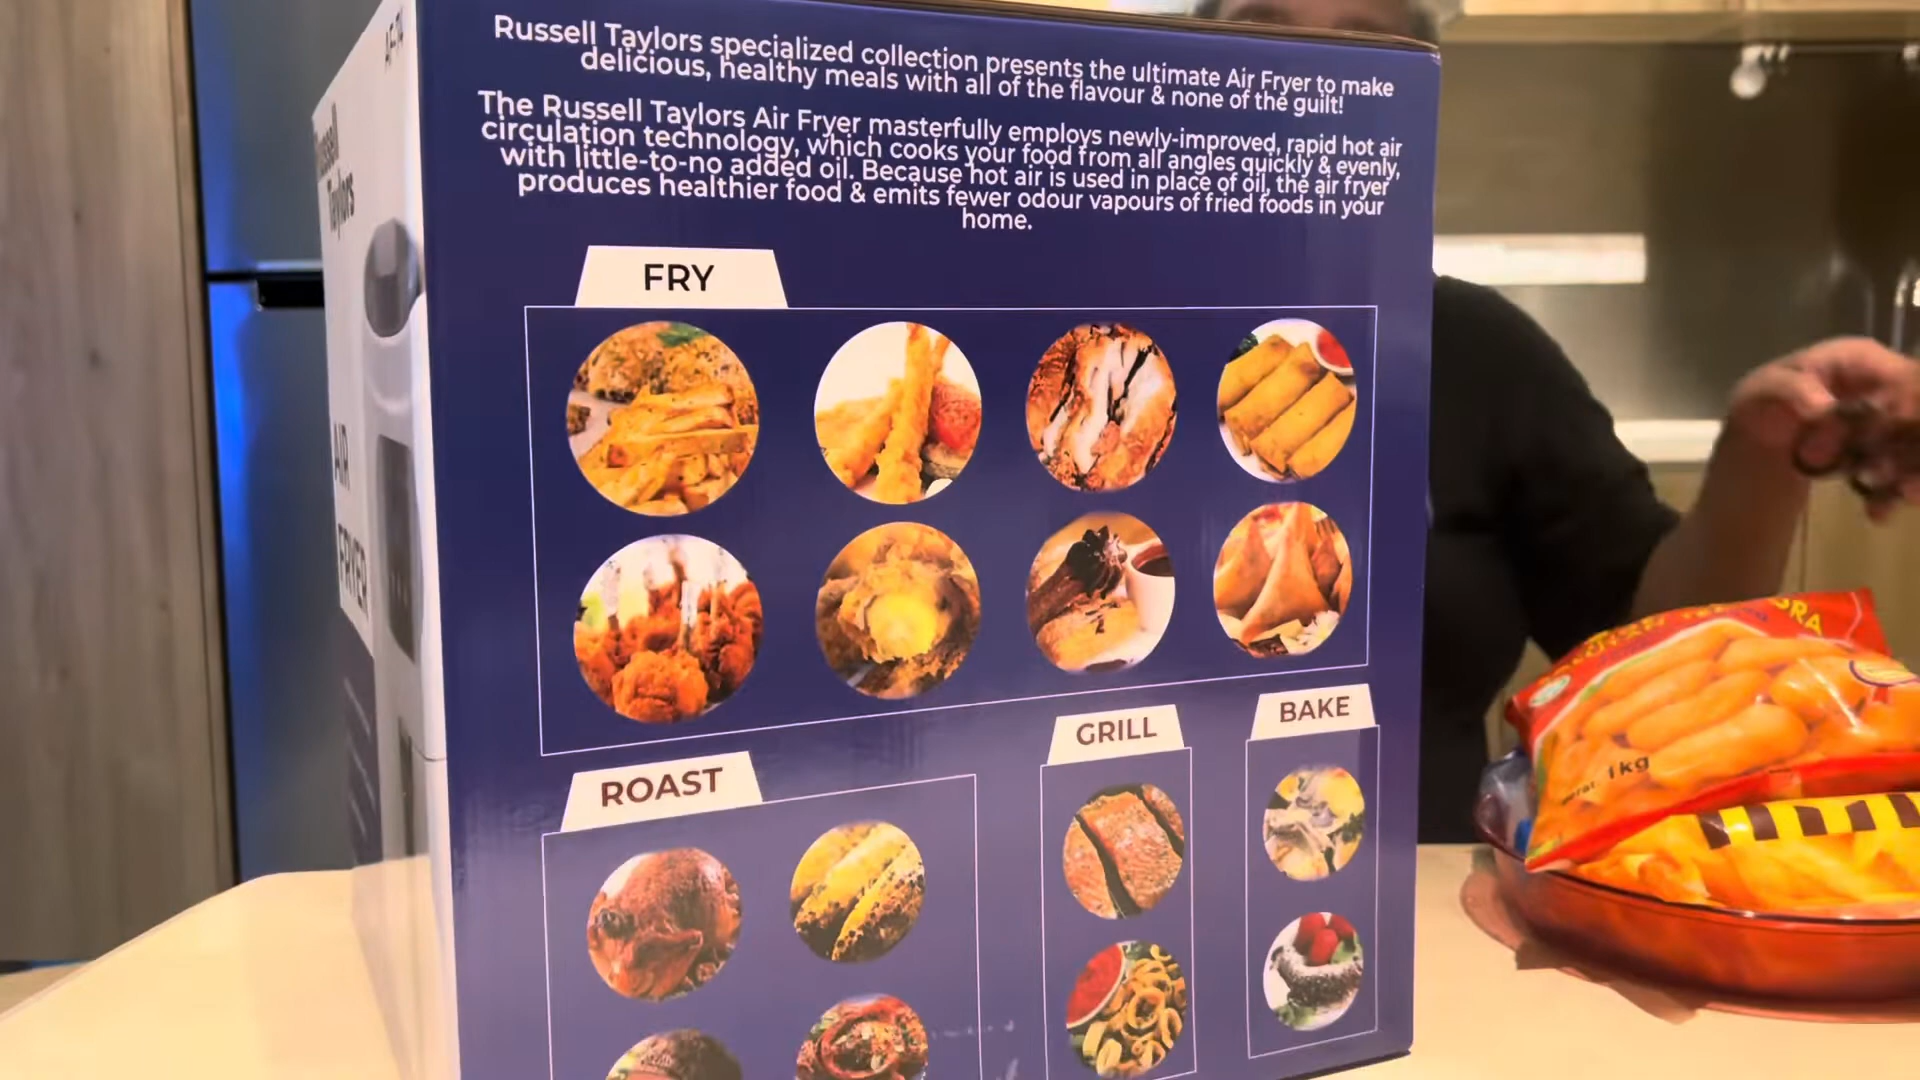 Russell Taylors specialized collection presents the ultimate Air Fryer to make
delicious, healthy meals with all of the flavour & none of the guilt!
The Russell Taylors Air Fryer masterfully employs newly-improved, rapid hot air
circulation technology, which cooks your food from all angles quickly & evenly,
with little-to-no added oil. Because hot air is used in place of oil, the air fryer
produces healthier food & emits fewer odour vapours of fried foods in your
home.
FRY
ROAST
GRILL
BAKE
Russell
Taylors
AIR
FRYER
1kg